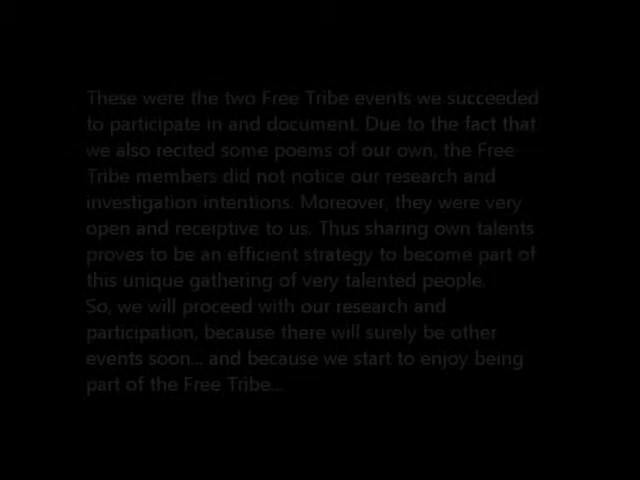 These were the two Free Tribe events we succeeded
to participate in and document. Due to the fact that
we also recited some poems of our own, the Free
Tribe members did not notice our research and
investigation intentions. Moreover, they were very
open and receiptive to us. Thus sharing own talents
proves to be an efficient strategy to become part of
this unique gathering of very talented people.
So, we will proceed with our research and
participation, because there will surely be other
events soon... and because we start to enjoy being
part of the Free Tribe...